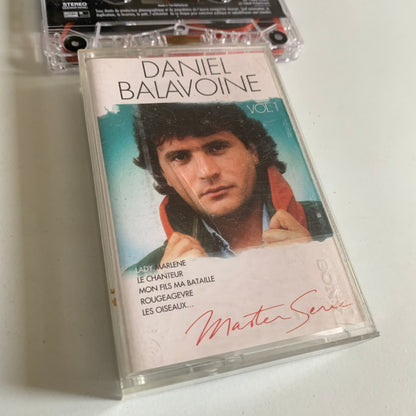 STEREO
DANIEL
BALAVOINE
VOL.1
LADY MARLENE
LE CHANTEUR
MON FILS MA BATAILLE
ROUGEAGEVRE
LES OISEAUX...
Master Serie